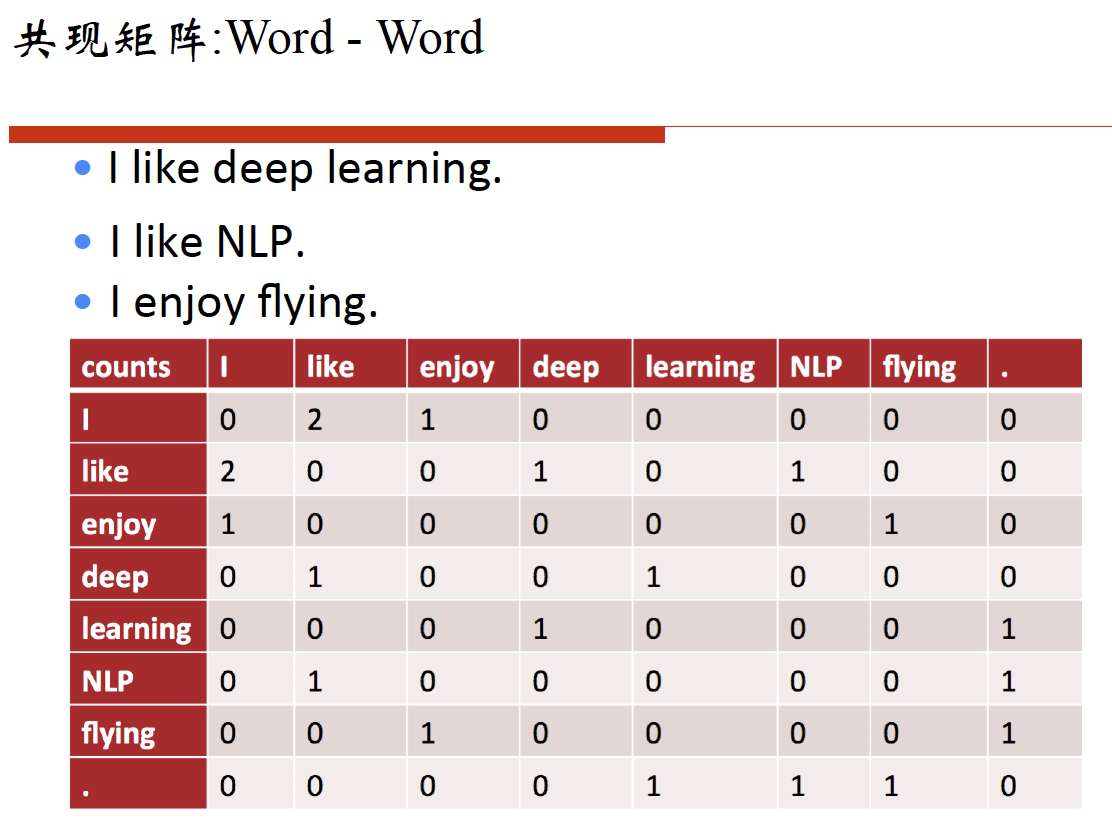 共现矩阵:Word - Word
• I like deep learning.
• I like NLP.
• I enjoy flying.
counts I like enjoy deep learning NLP flying .
I 0 2 1 0 0 0 0 0
like 2 0 0 1 0 1 0 0
enjoy 1 0 0 0 0 0 1 0
deep 0 1 0 0 1 0 0 0
learning 0 0 0 1 0 0 0 1
NLP 0 1 0 0 0 0 0 1
flying 0 0 1 0 0 0 0 1
. 0 0 0 0 1 1 1 0